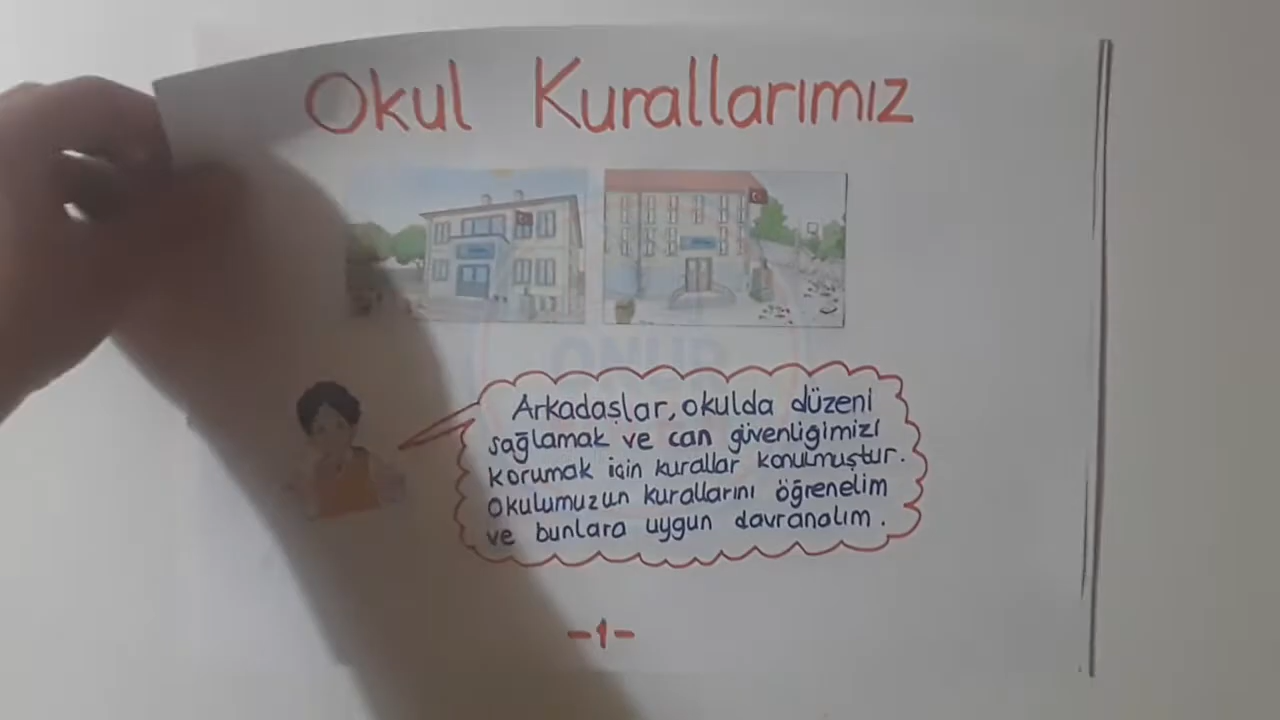 Okul Kurallarımız
ONUR
Arkadaşlar, okulda düzeni
sağlamak ve can güvenliğimizi
korumak için kurallar konulmuştur.
Okulumuzun kurallarını öğrenelim
ve bunlara uygun davranalım.
-1-